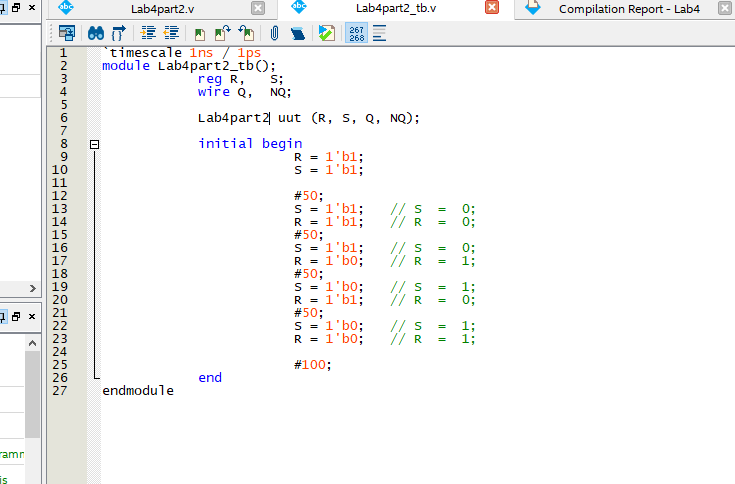 Lab4part2.v
Lab4part2_tb.v
Compilation Report - Lab4
267
268
1 `timescale 1ns / 1ps
2 module Lab4part2_tb();
3 reg R, S;
4 wire Q, NQ;
5
6 Lab4part2 uut (R, S, Q, NQ);
7
8 initial begin
9 R = 1'b1;
10 S = 1'b1;
11
12 #50;
13 S = 1'b1; // S = 0;
14 R = 1'b1; // R = 0;
15 #50;
16 S = 1'b1; // S = 0;
17 R = 1'b0; // R = 1;
18 #50;
19 S = 1'b0; // S = 1;
20 R = 1'b1; // R = 0;
21 #50;
22 S = 1'b0; // S = 1;
23 R = 1'b0; // R = 1;
24
25 #100;
26 end
27 endmodule